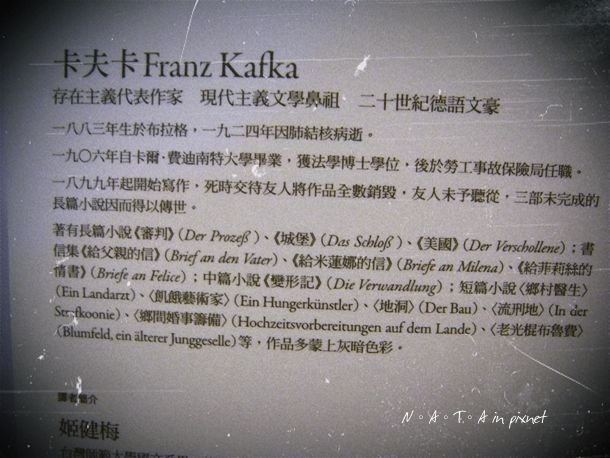 卡夫卡 Franz Kafka
存在主義代表作家　現代主義文學鼻祖　二十世紀德語文豪
一八八三年生於布拉格，一九二四年因肺結核病逝。
一九〇六年自卡爾·費迪南特大學畢業，獲法學博士學位，後於勞工事故保險局任職。
一八九九年起開始寫作，死時交待友人將作品全數銷毀，友人未予聽從，三部未完成的
長篇小說因而得以傳世。
著有長篇小說《審判》（Der Prozeß）、《城堡》（Das Schloß）、《美國》（Der Verschollene）；書
信集《給父親的信》（Brief an den Vater）、《給米蓮娜的信》（Briefe an Milena）、《給菲莉絲的
情書》（Briefe an Felice）；中篇小說《變形記》（Die Verwandlung）；短篇小說〈鄉村醫生〉
（Ein Landarzt）、〈飢餓藝術家〉（Ein Hungerkünstler）、〈地洞〉（Der Bau）、〈流刑地〉（In der
Strafkoonie）、〈鄉間婚事籌備〉（Hochzeitsvorbereitungen auf dem Lande）、〈老光棍布魯費〉
（Blumfeld, ein älterer Junggeselle）等，作品多蒙上灰暗色彩。
譯者簡介
姬健梅
N。A。T。A in pixnet